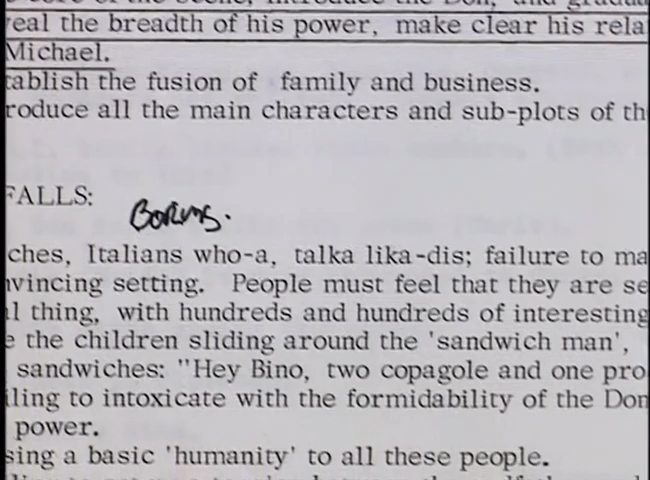 veal the breadth of his power, make clear his rela
Michael.
tablish the fusion of family and business.
roduce all the main characters and sub-plots of th
FALLS:
ches, Italians who-a, talka lika-dis; failure to ma
nvincing setting. People must feel that they are se
l thing, with hundreds and hundreds of interesting
e the children sliding around the 'sandwich man',
sandwiches: "Hey Bino, two copagole and one pro
iling to intoxicate with the formidability of the Don
power.
sing a basic 'humanity' to all these people.